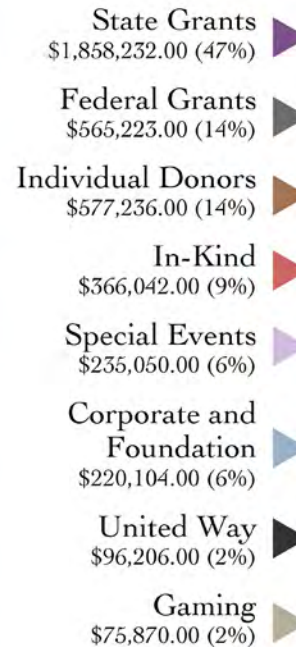 State Grants
$1,858,232.00 (47%)
Federal Grants
$565,223.00 (14%)
Individual Donors
$577,236.00 (14%)
In-Kind
$366,042.00 (9%)
Special Events
$235,050.00 (6%)
Corporate and
Foundation
$220,104.00 (6%)
United Way
$96,206.00 (2%)
Gaming
$75,870.00 (2%)